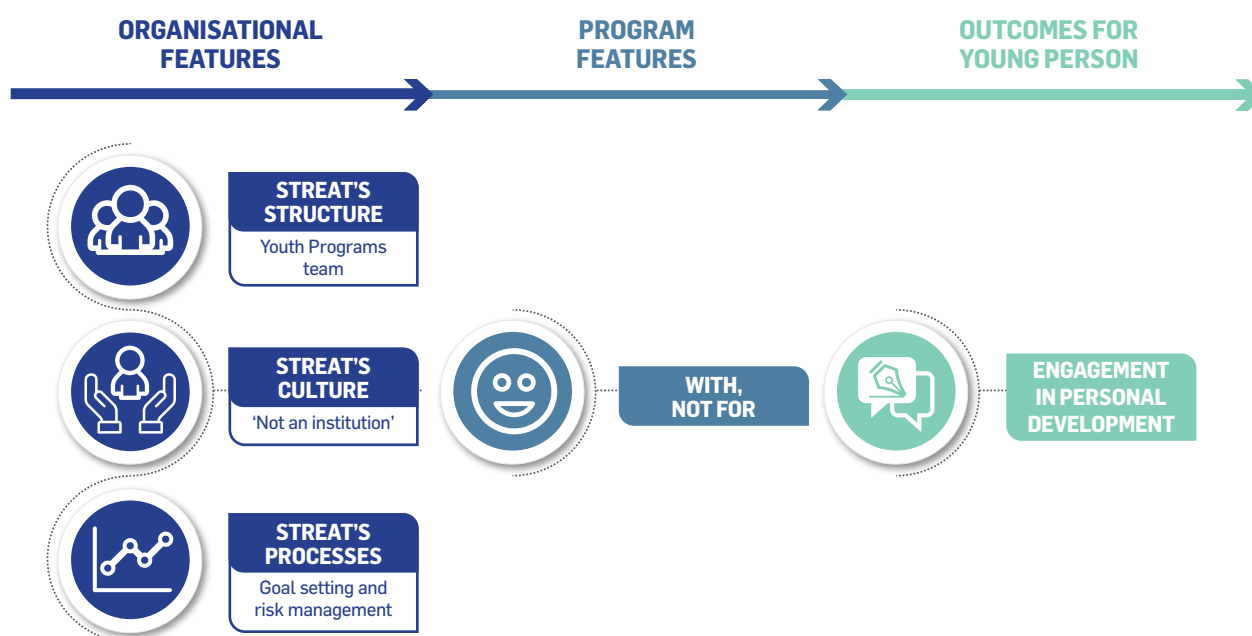 ORGANISATIONAL
FEATURES
PROGRAM
FEATURES
OUTCOMES FOR
YOUNG PERSON
STREAT'S
STRUCTURE
Youth Programs
team
STREAT'S
CULTURE
'Not an institution'
WITH,
NOT FOR
ENGAGEMENT
IN PERSONAL
DEVELOPMENT
STREAT'S
PROCESSES
Goal setting and
risk management